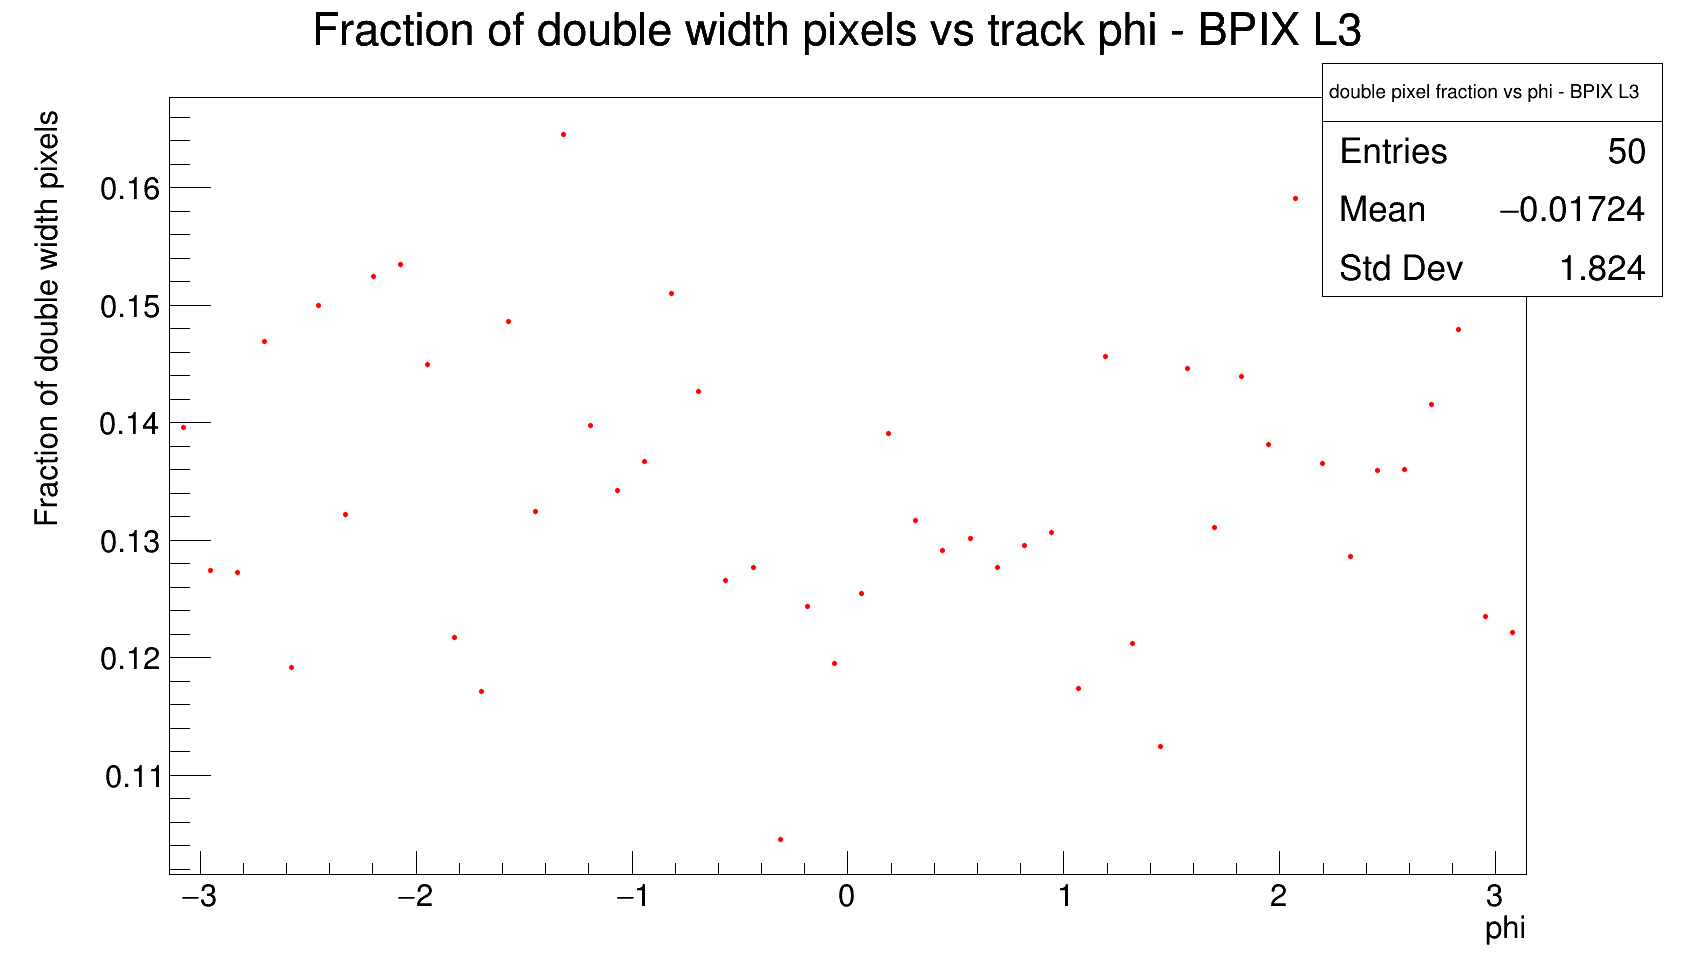 Fraction of double width pixels vs track phi - BPIX L3
double pixel fraction vs phi - BPIX L3
Entries 50
Mean −0.01724
Std Dev 1.824
Fraction of double width pixels
0.16
0.15
0.14
0.13
0.12
0.11
−3 −2 −1 0 1 2 3
phi